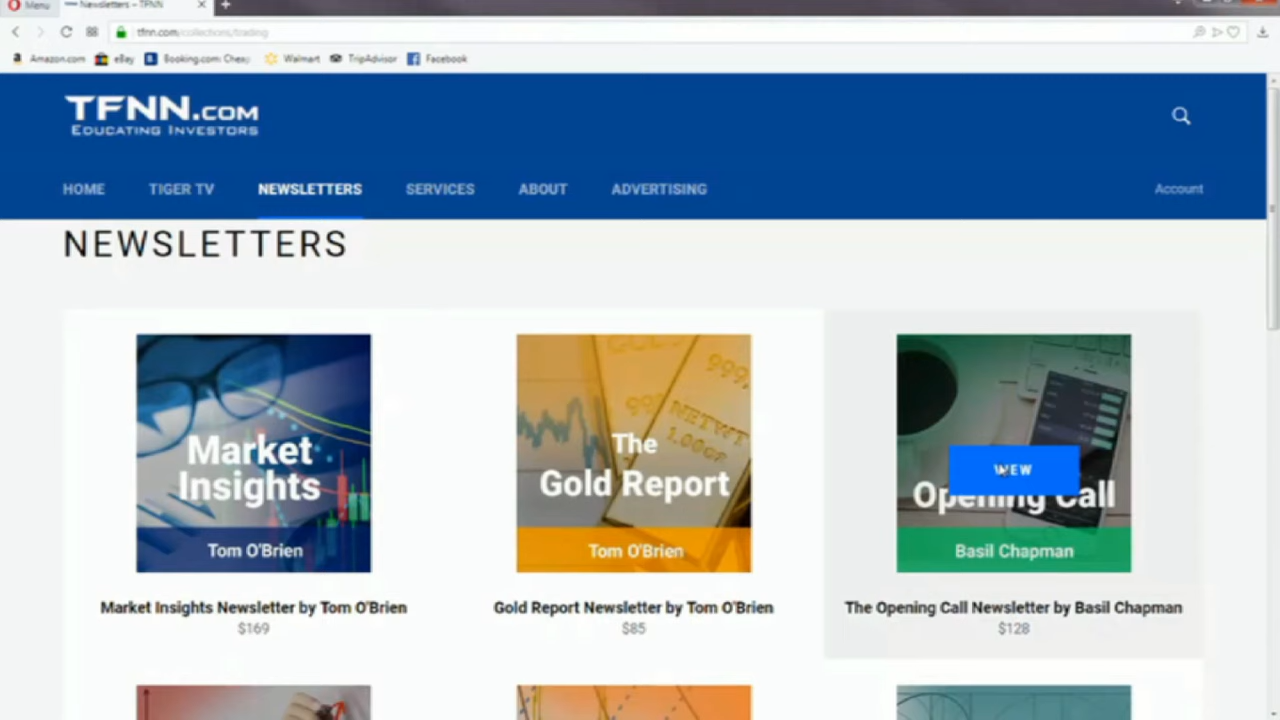 Menu
Newsletters – TFNN
tfnn.com/collections/trading
Amazon.com eBay Booking.com: Cheap Walmart TripAdvisor Facebook
TFNN.COM
EDUCATING INVESTORS
HOME TIGER TV NEWSLETTERS SERVICES ABOUT ADVERTISING Account
NEWSLETTERS
Market
Insights
Tom O'Brien
Market Insights Newsletter by Tom O'Brien
$169
The
Gold Report
Tom O'Brien
Gold Report Newsletter by Tom O'Brien
$85
VIEW
Opening Call
Basil Chapman
The Opening Call Newsletter by Basil Chapman
$128